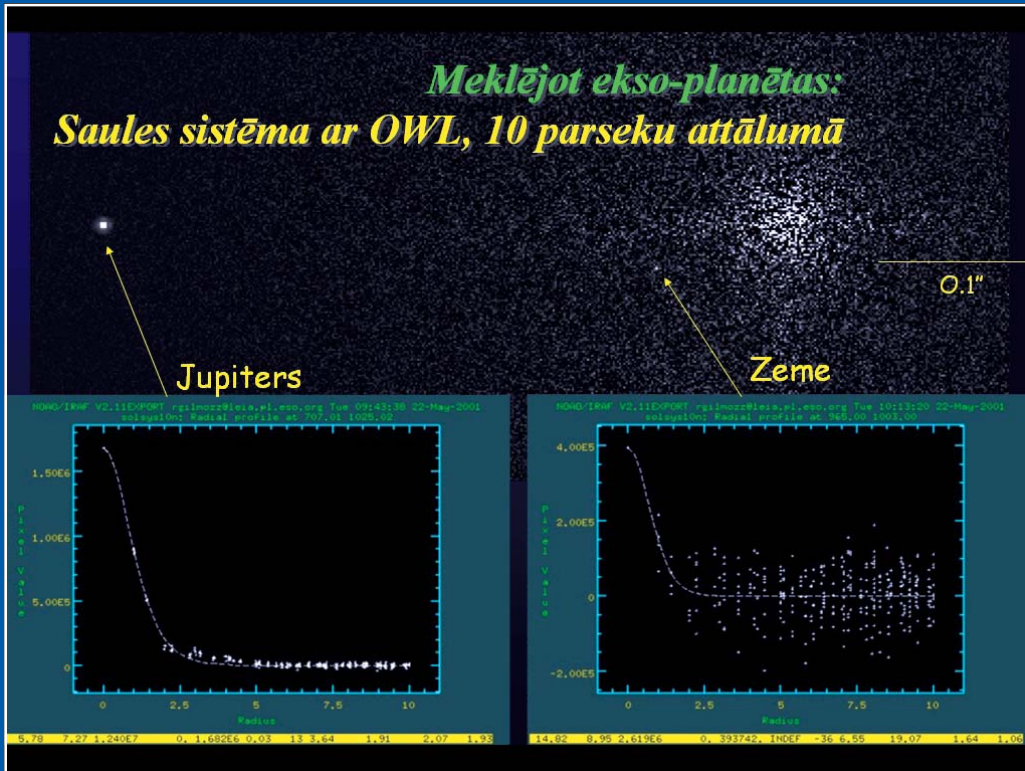 Meklējot ekso-planētas:
Saules sistēma ar OWL, 10 parseku attālumā
0.1"
Jupiters
Zeme
NOAO/IRAF V2.11EXPORT rgilmozz@leia.pl.eso.org Tue 09:43:38 22-May-2001
solsys10n: Radial profile at 707.01 1025.02
1.50E6
1.00E6
5.00E5
0
Pixel Value
0 2.5 5 7.5 10
Radius
5.78 7.27 1.240E7 0. 1.682E6 0.03 13 3.64 1.91 2.07 1.93
NOAO/IRAF V2.11EXPORT rgilmozz@leia.pl.eso.org Tue 10:13:20 22-May-2001
solsys10n: Radial profile at 965.00 1003.00
4.00E5
2.00E5
0
-2.00E5
Pixel Value
0 2.5 5 7.5 10
Radius
14.82 8.95 2.619E6 0. 393742. INDEF -36 6.55 19.07 1.64 1.06